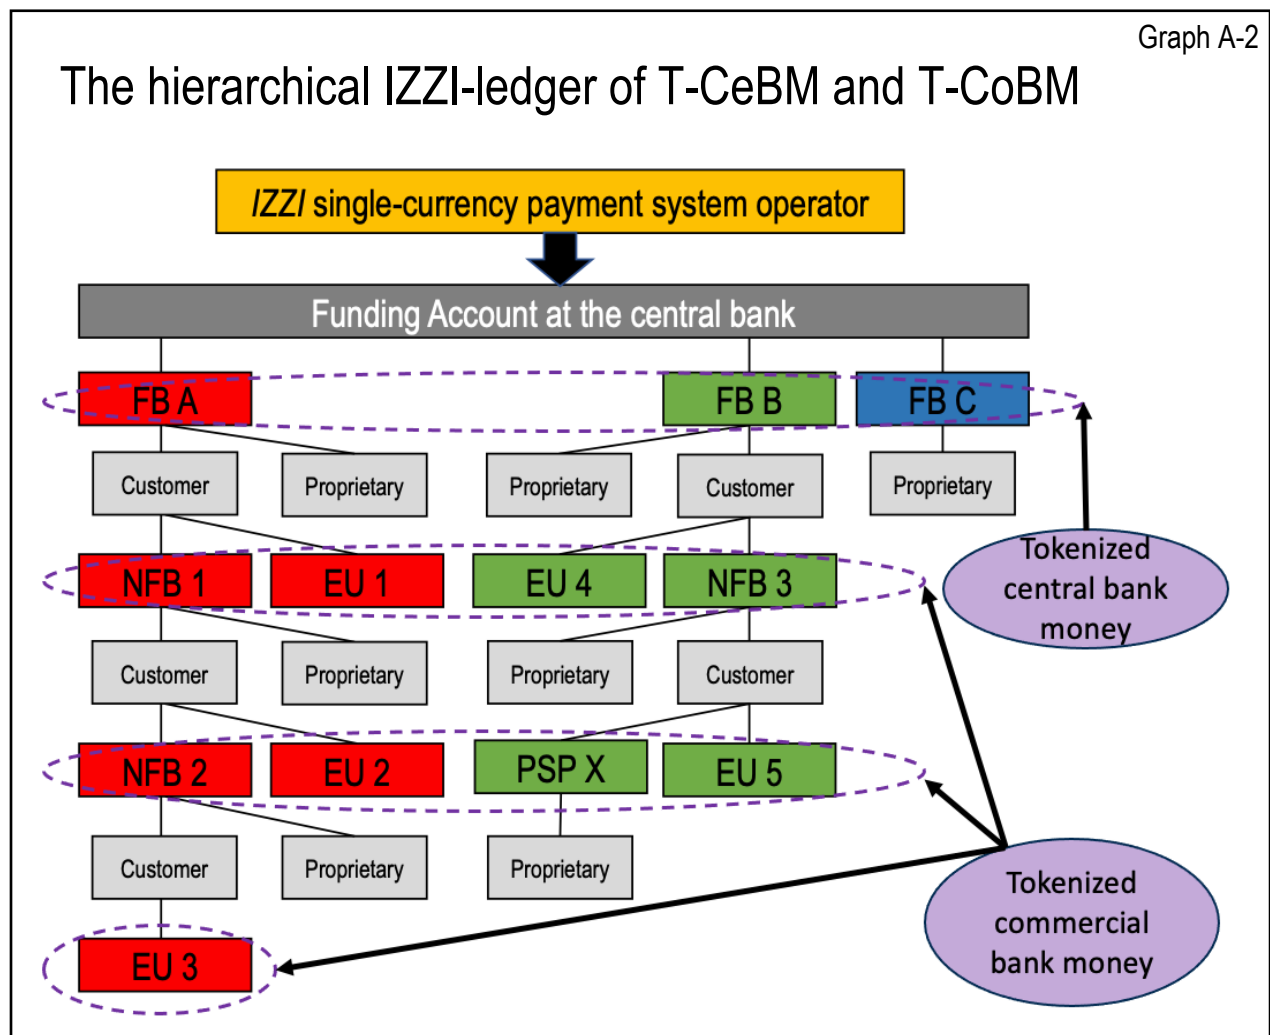 Graph A-2
The hierarchical IZZI-ledger of T-CeBM and T-CoBM
IZZI single-currency payment system operator
Funding Account at the central bank
FB A
FB B
FB C
Customer
Proprietary
Proprietary
Customer
Proprietary
Tokenized
central bank
money
NFB 1
EU 1
EU 4
NFB 3
Customer
Proprietary
Proprietary
Customer
NFB 2
EU 2
PSP X
EU 5
Customer
Proprietary
Proprietary
Tokenized
commercial
bank money
EU 3